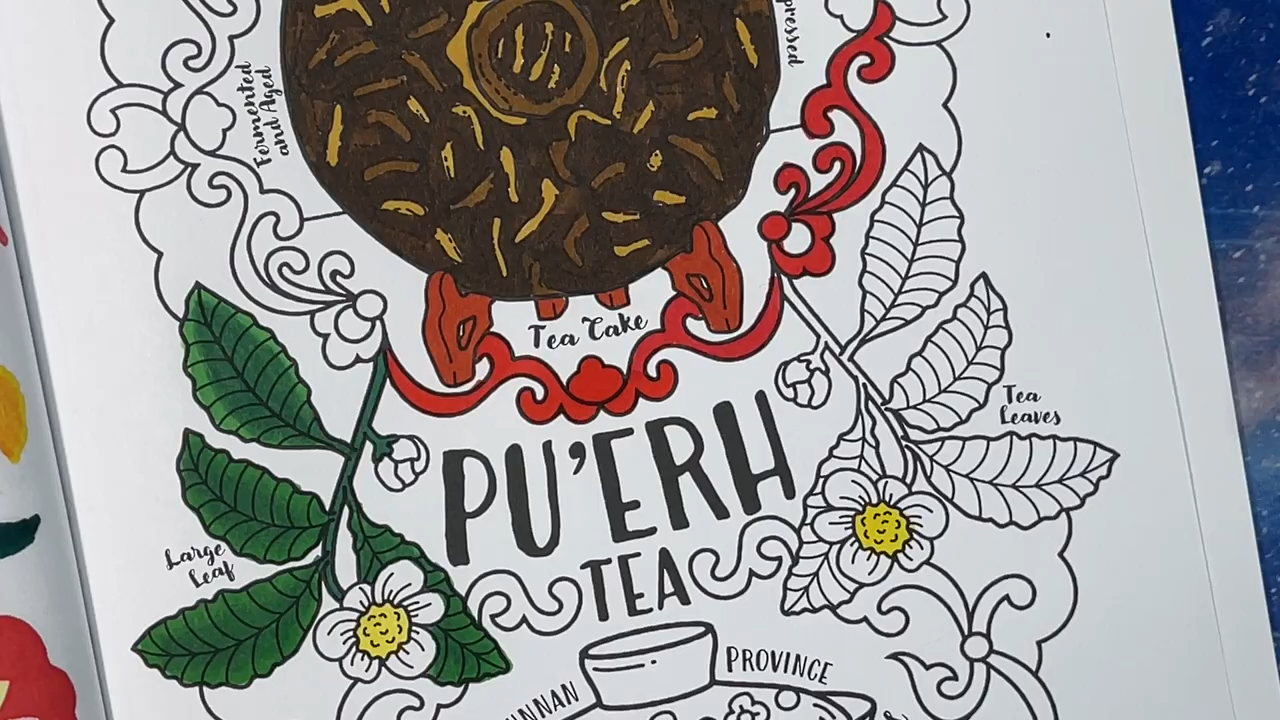 Fermented
and Aged
pressed
Tea Cake
PU'ERH
TEA
Tea
Leaves
Large
Leaf
PROVINCE